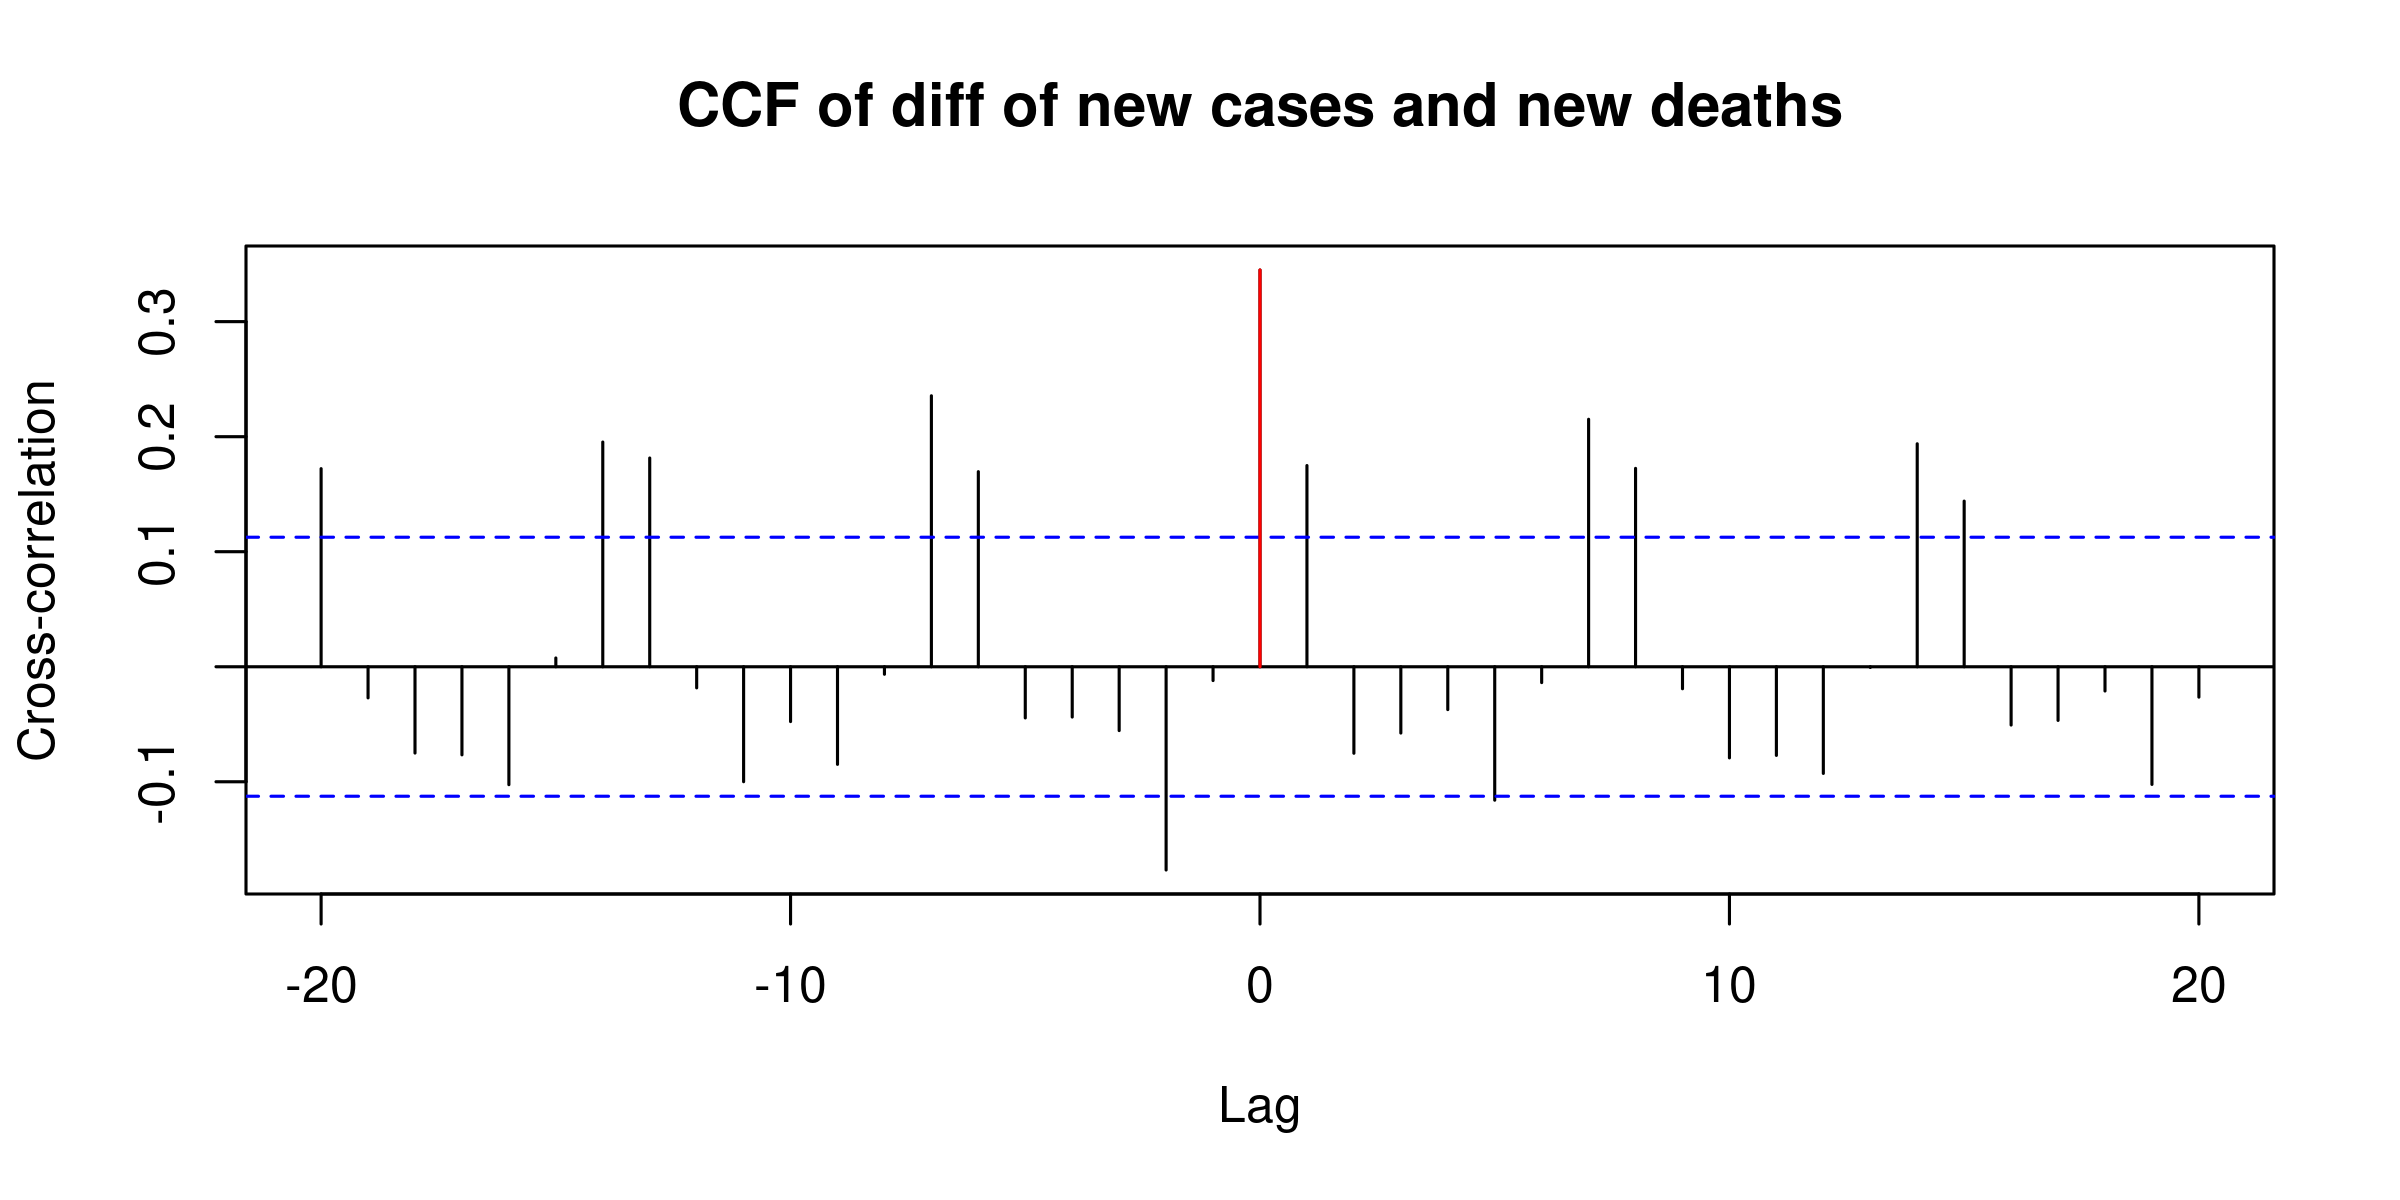 CCF of diff of new cases and new deaths
Cross-correlation
0.3
0.2
0.1
-0.1
-20 -10 0 10 20
Lag